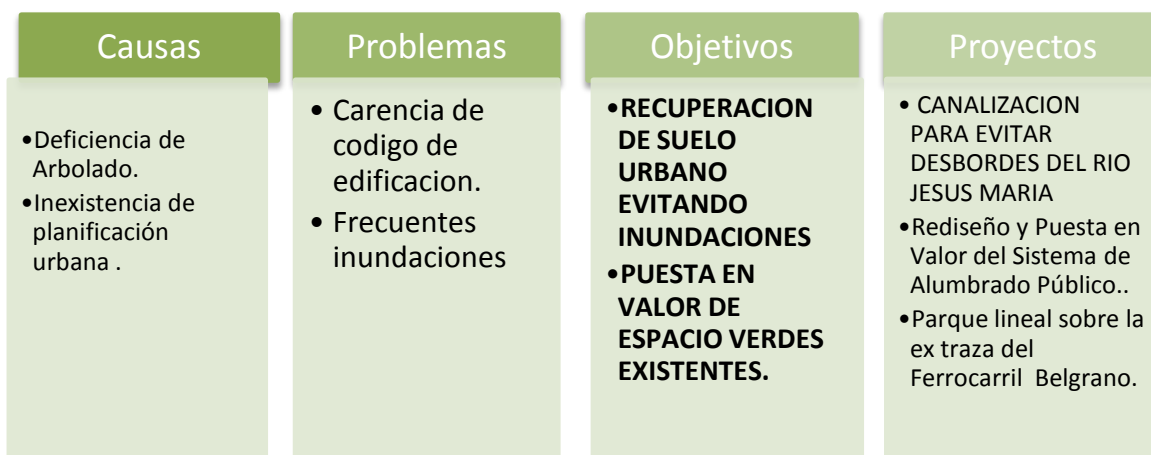 Causas
•Deficiencia de
Arbolado.
•Inexistencia de
planificación
urbana .
Problemas
• Carencia de
codigo de
edificacion.
• Frecuentes
inundaciones
Objetivos
•RECUPERACION
DE SUELO
URBANO
EVITANDO
INUNDACIONES
•PUESTA EN
VALOR DE
ESPACIO VERDES
EXISTENTES.
Proyectos
• CANALIZACION
PARA EVITAR
DESBORDES DEL RIO
JESUS MARIA
•Rediseño y Puesta en
Valor del Sistema de
Alumbrado Público..
•Parque lineal sobre la
ex traza del
Ferrocarril Belgrano.